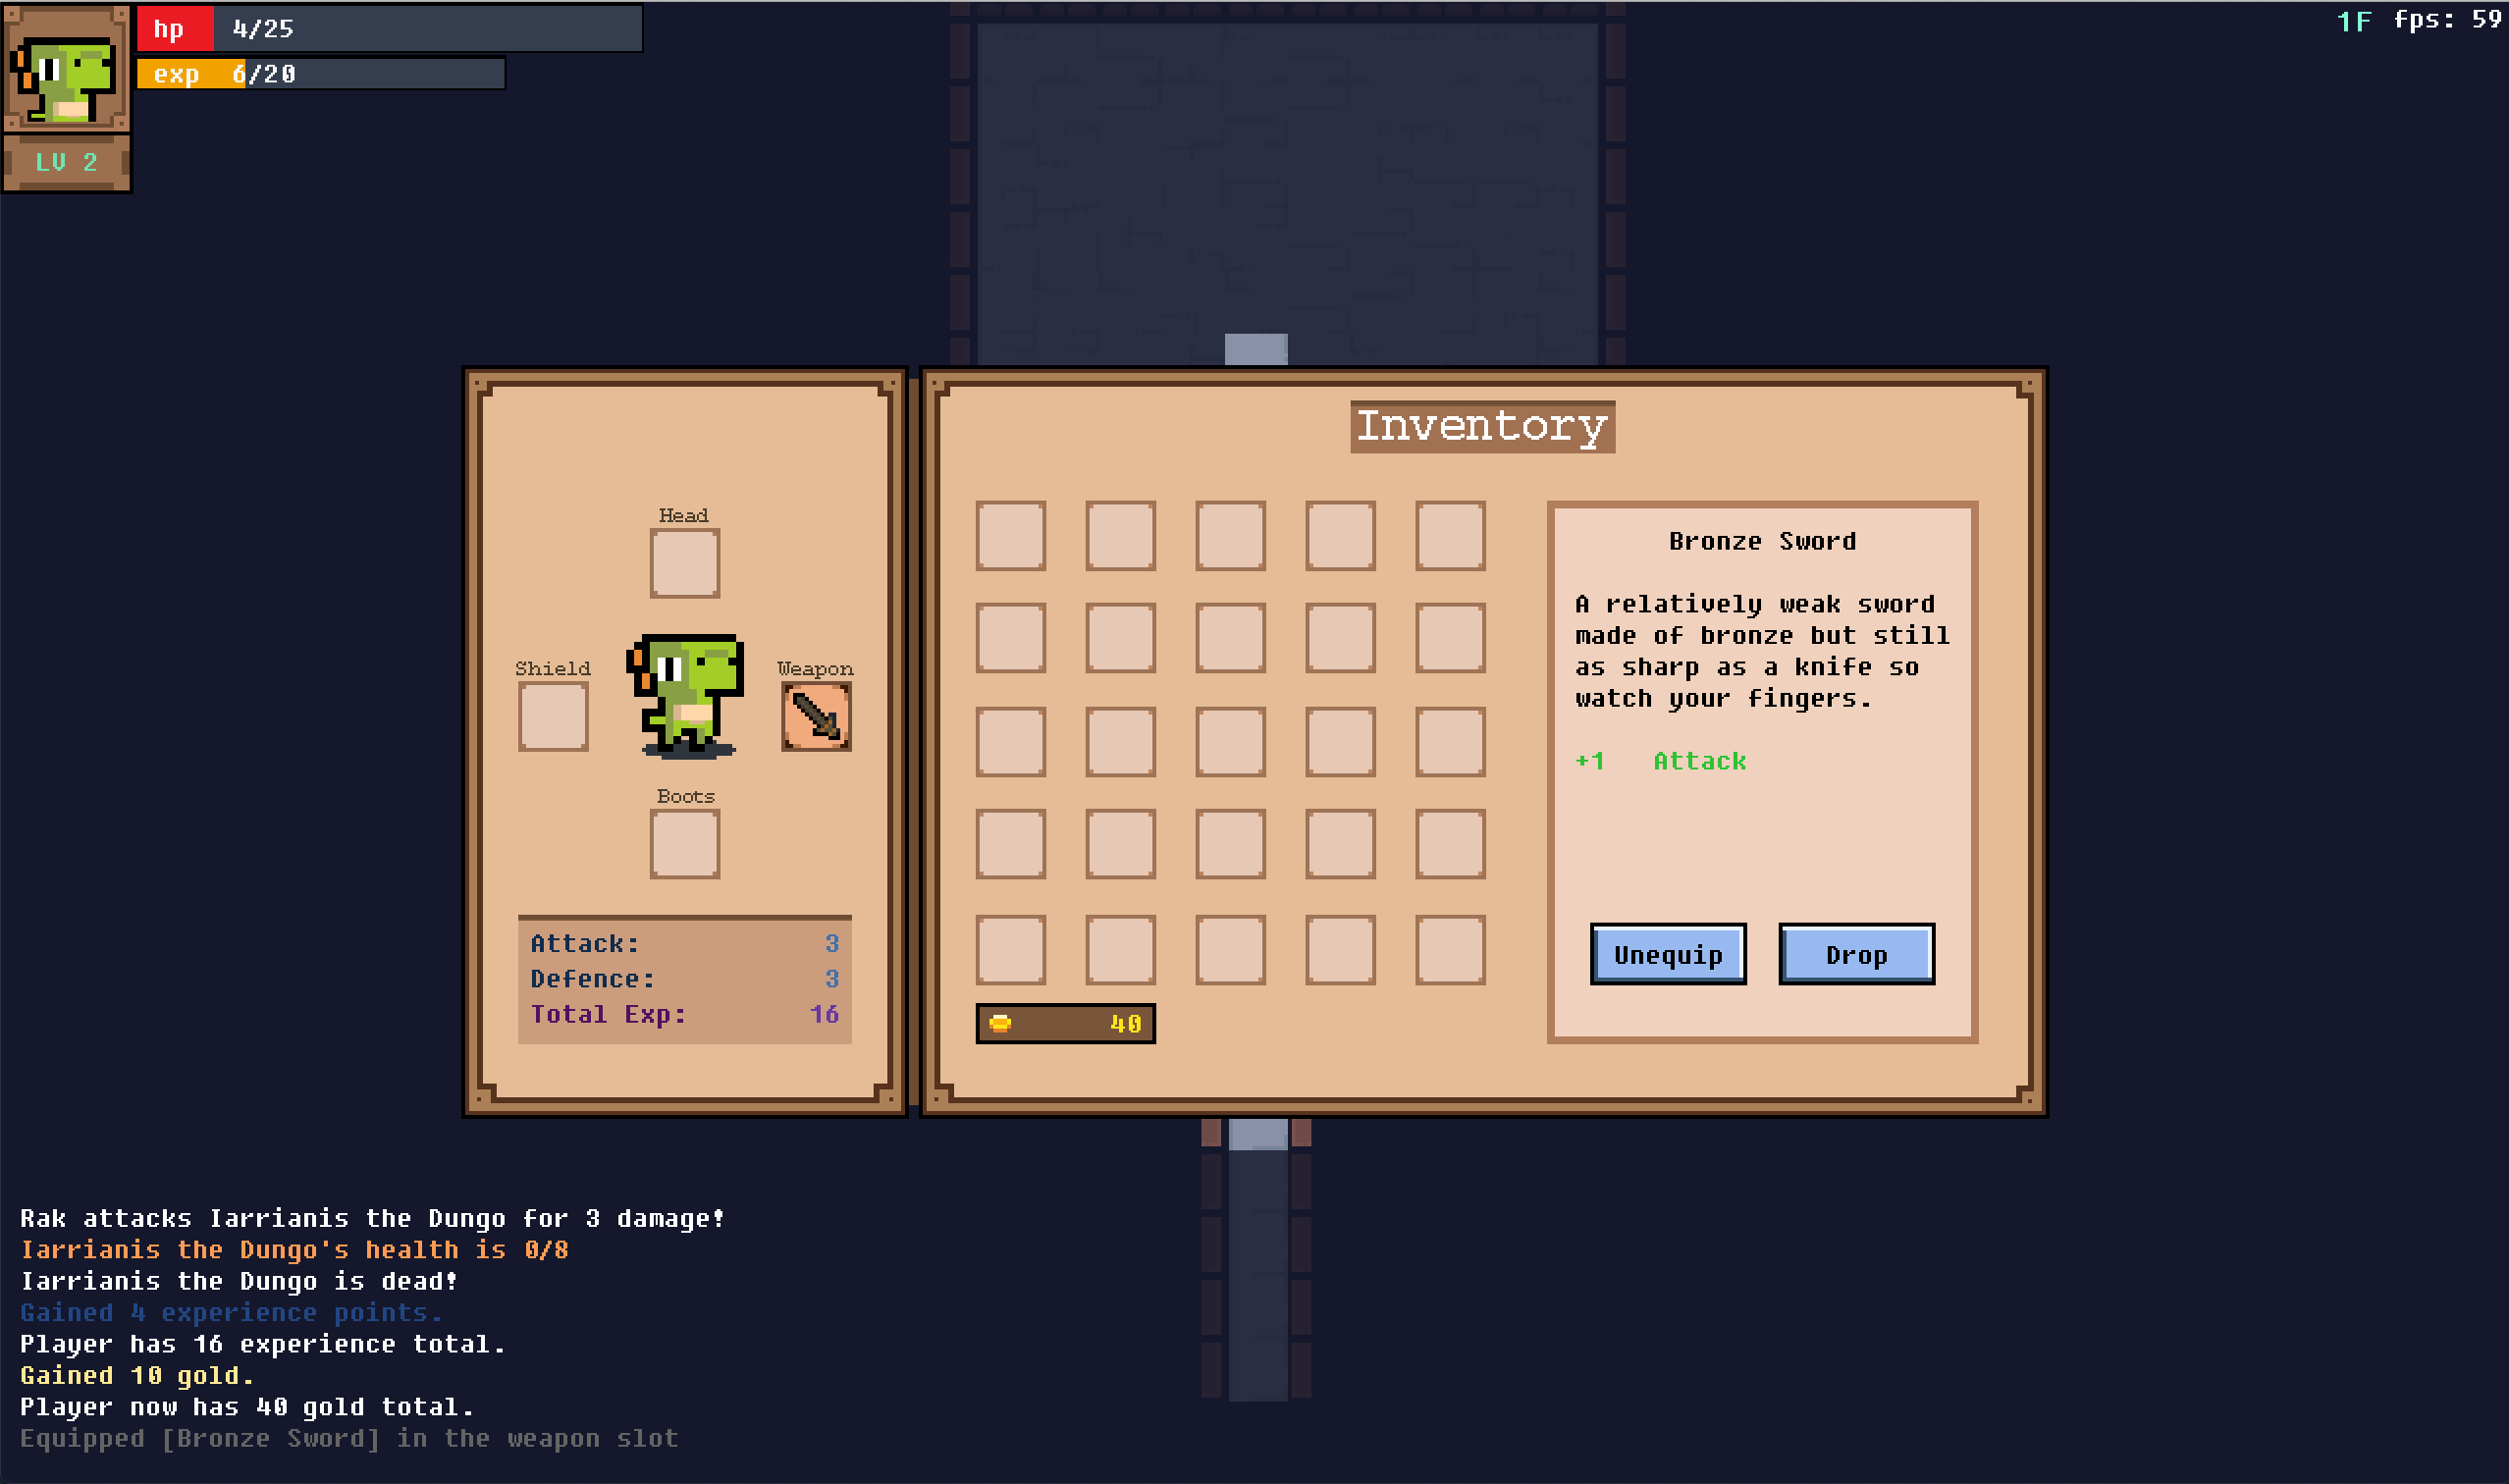 hp 4/25
exp 6/20
LV 2
1F fps: 59
Inventory
Head
Shield
Weapon
Boots
Attack: 3
Defence: 3
Total Exp: 16
40
Bronze Sword
A relatively weak sword
made of bronze but still
as sharp as a knife so
watch your fingers.
+1 Attack
Unequip
Drop
Rak attacks Iarrianis the Dungo for 3 damage!
Iarrianis the Dungo's health is 0/8
Iarrianis the Dungo is dead!
Gained 4 experience points.
Player has 16 experience total.
Gained 10 gold.
Player now has 40 gold total.
Equipped [Bronze Sword] in the weapon slot